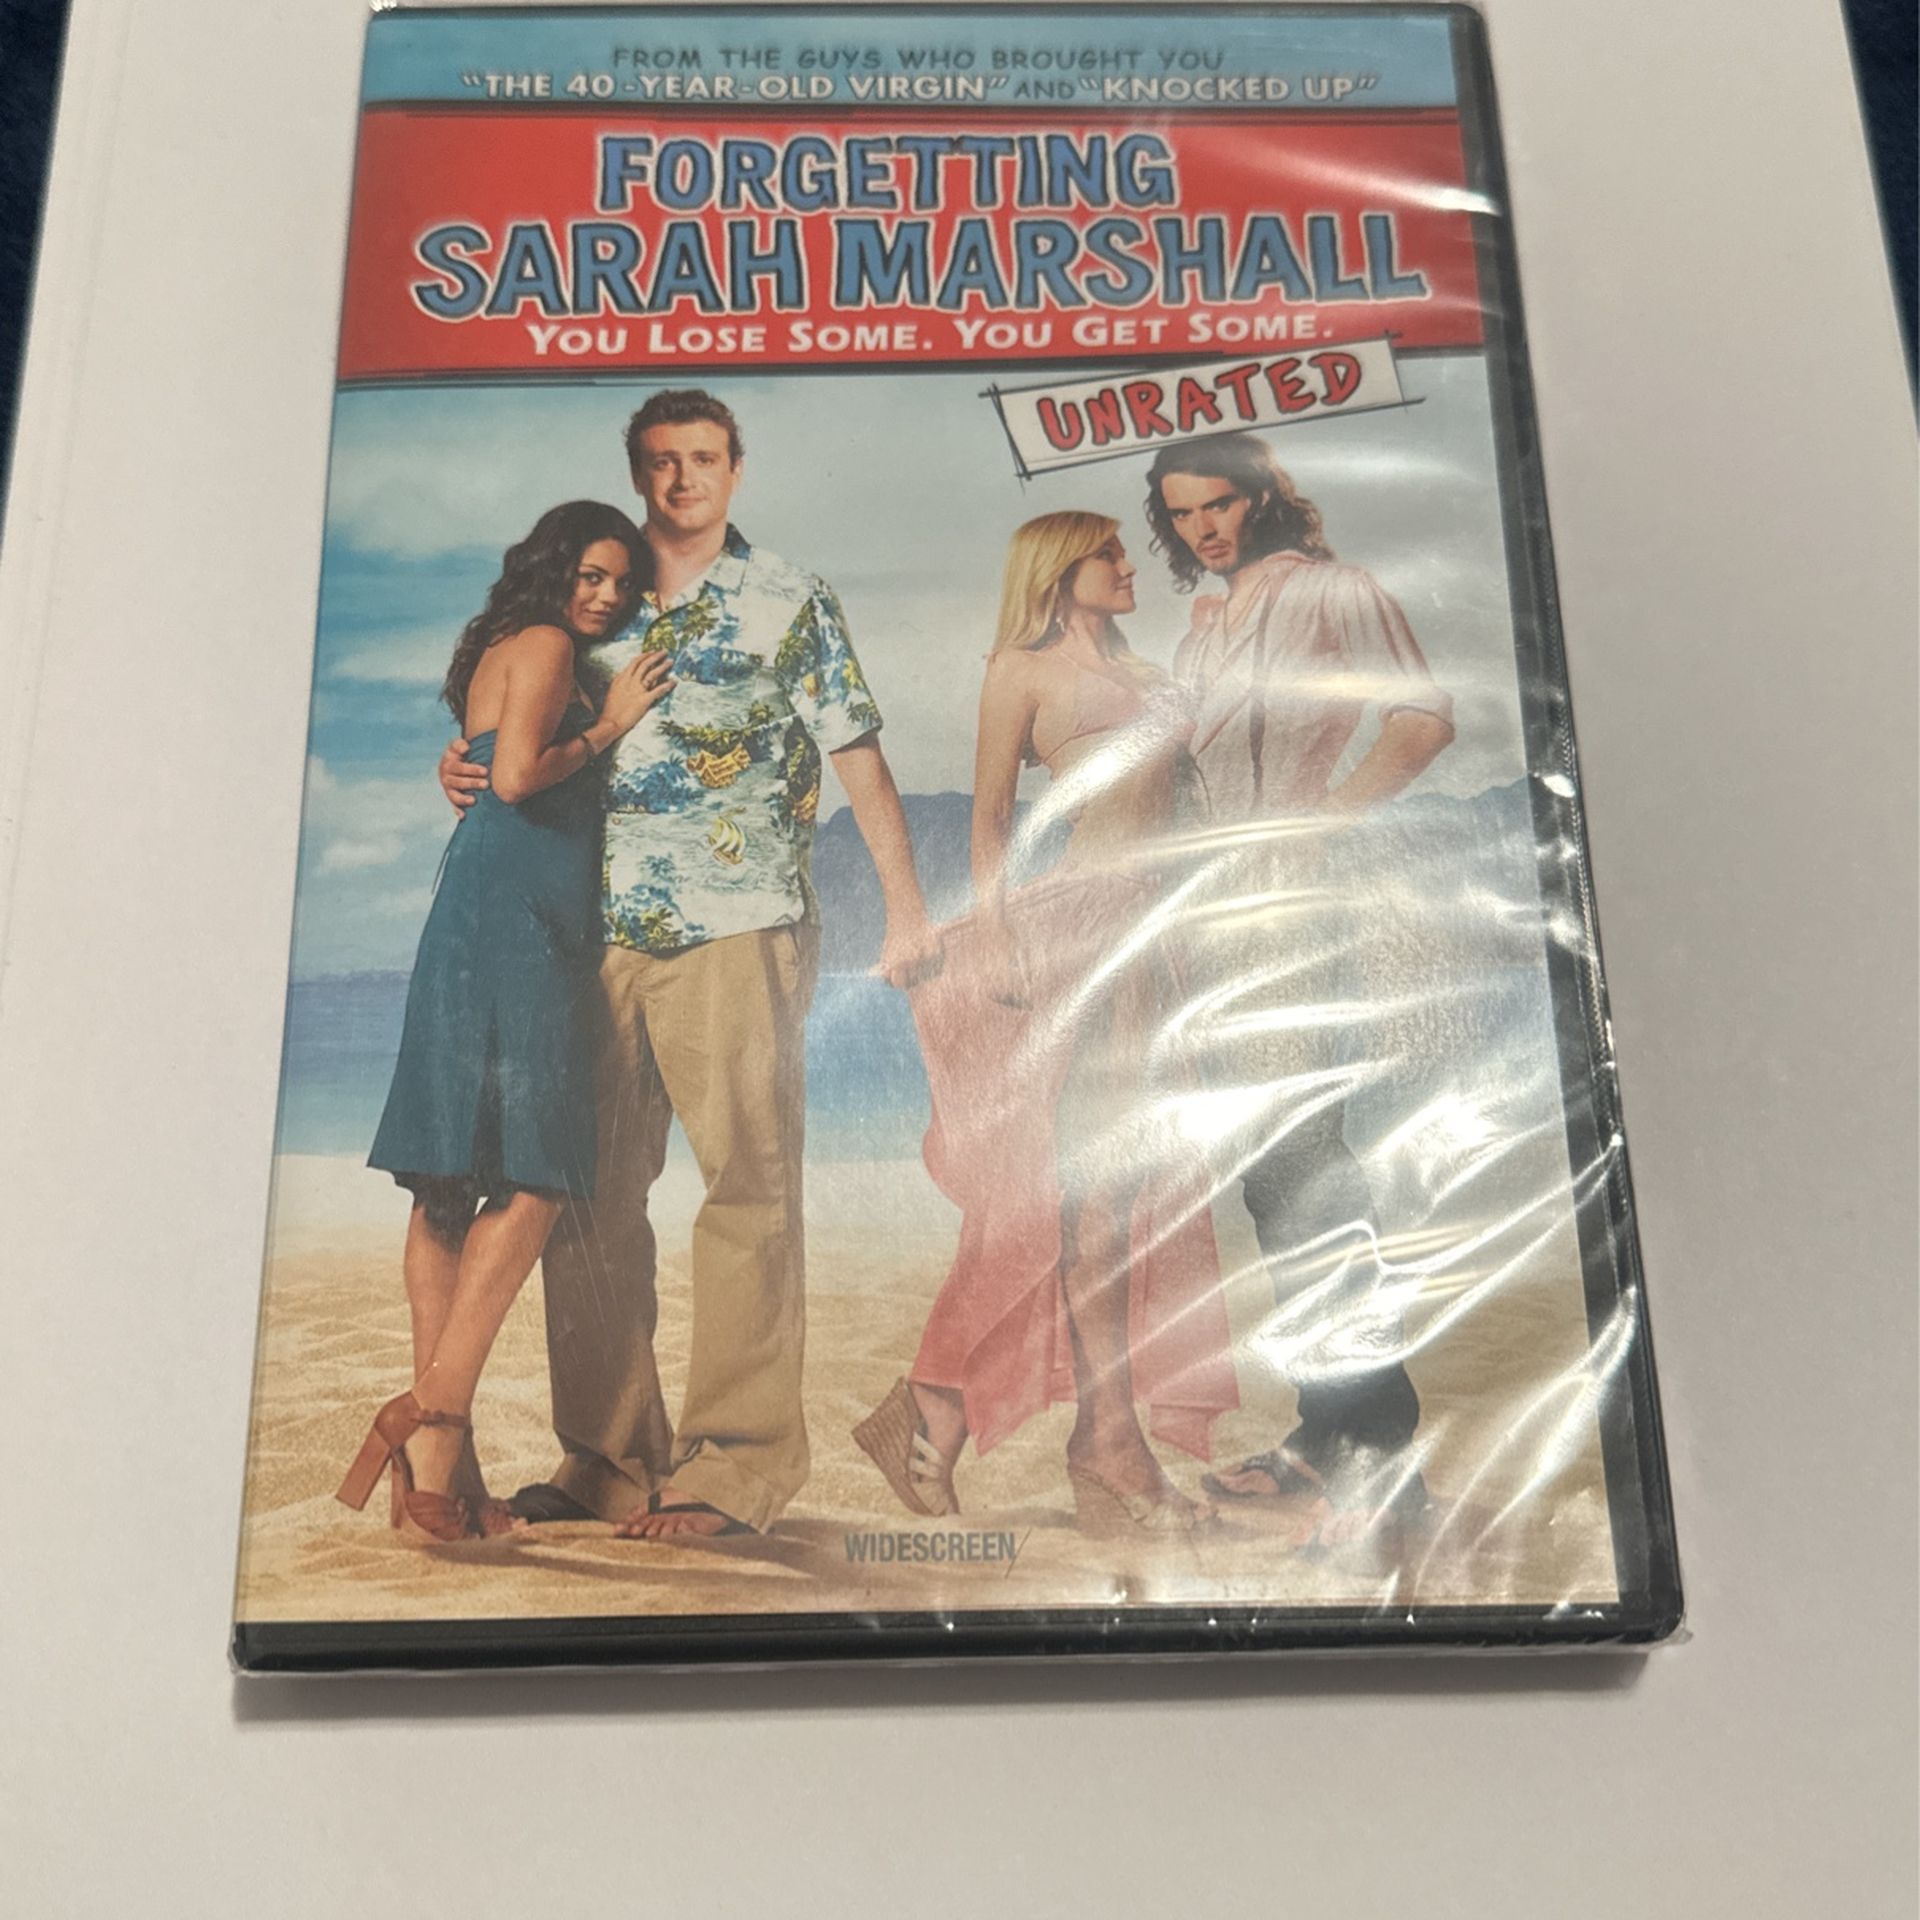 FROM THE GUYS WHO BROUGHT YOU
"THE 40-YEAR-OLD VIRGIN" AND "KNOCKED UP"
FORGETTING
SARAH MARSHALL
YOU LOSE SOME. YOU GET SOME.
UNRATED
WIDESCREEN